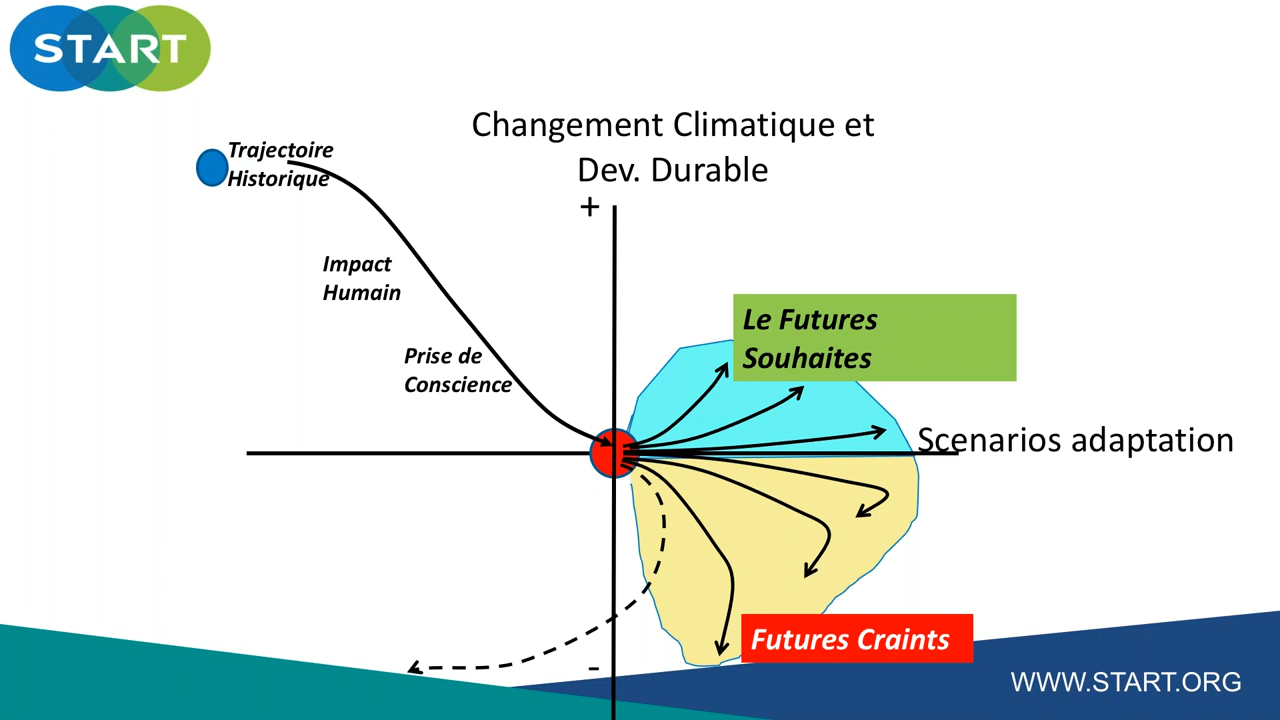 START
Changement Climatique et
Dev. Durable
Trajectoire
Historique
+
Impact
Humain
Le Futures
Souhaites
Prise de
Conscience
Scenarios adaptation
Futures Craints
-
WWW.START.ORG